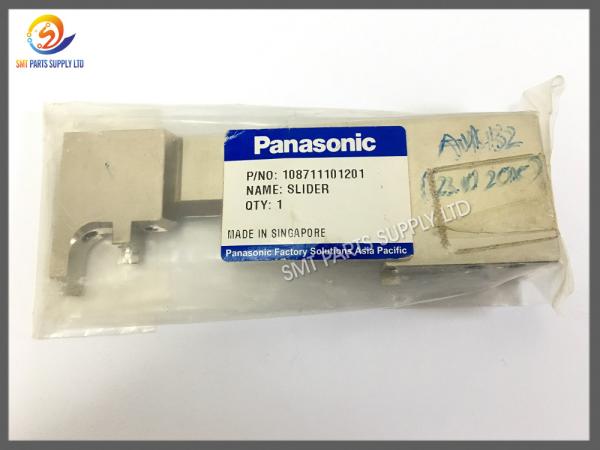 SMT PARTS SUPPLY LTD
Panasonic
P/NO: 108711101201
NAME: SLIDER
QTY: 1
MADE IN SINGAPORE
Panasonic Factory Solutions Asia Pacific
SMT PARTS SUPPLY LTD